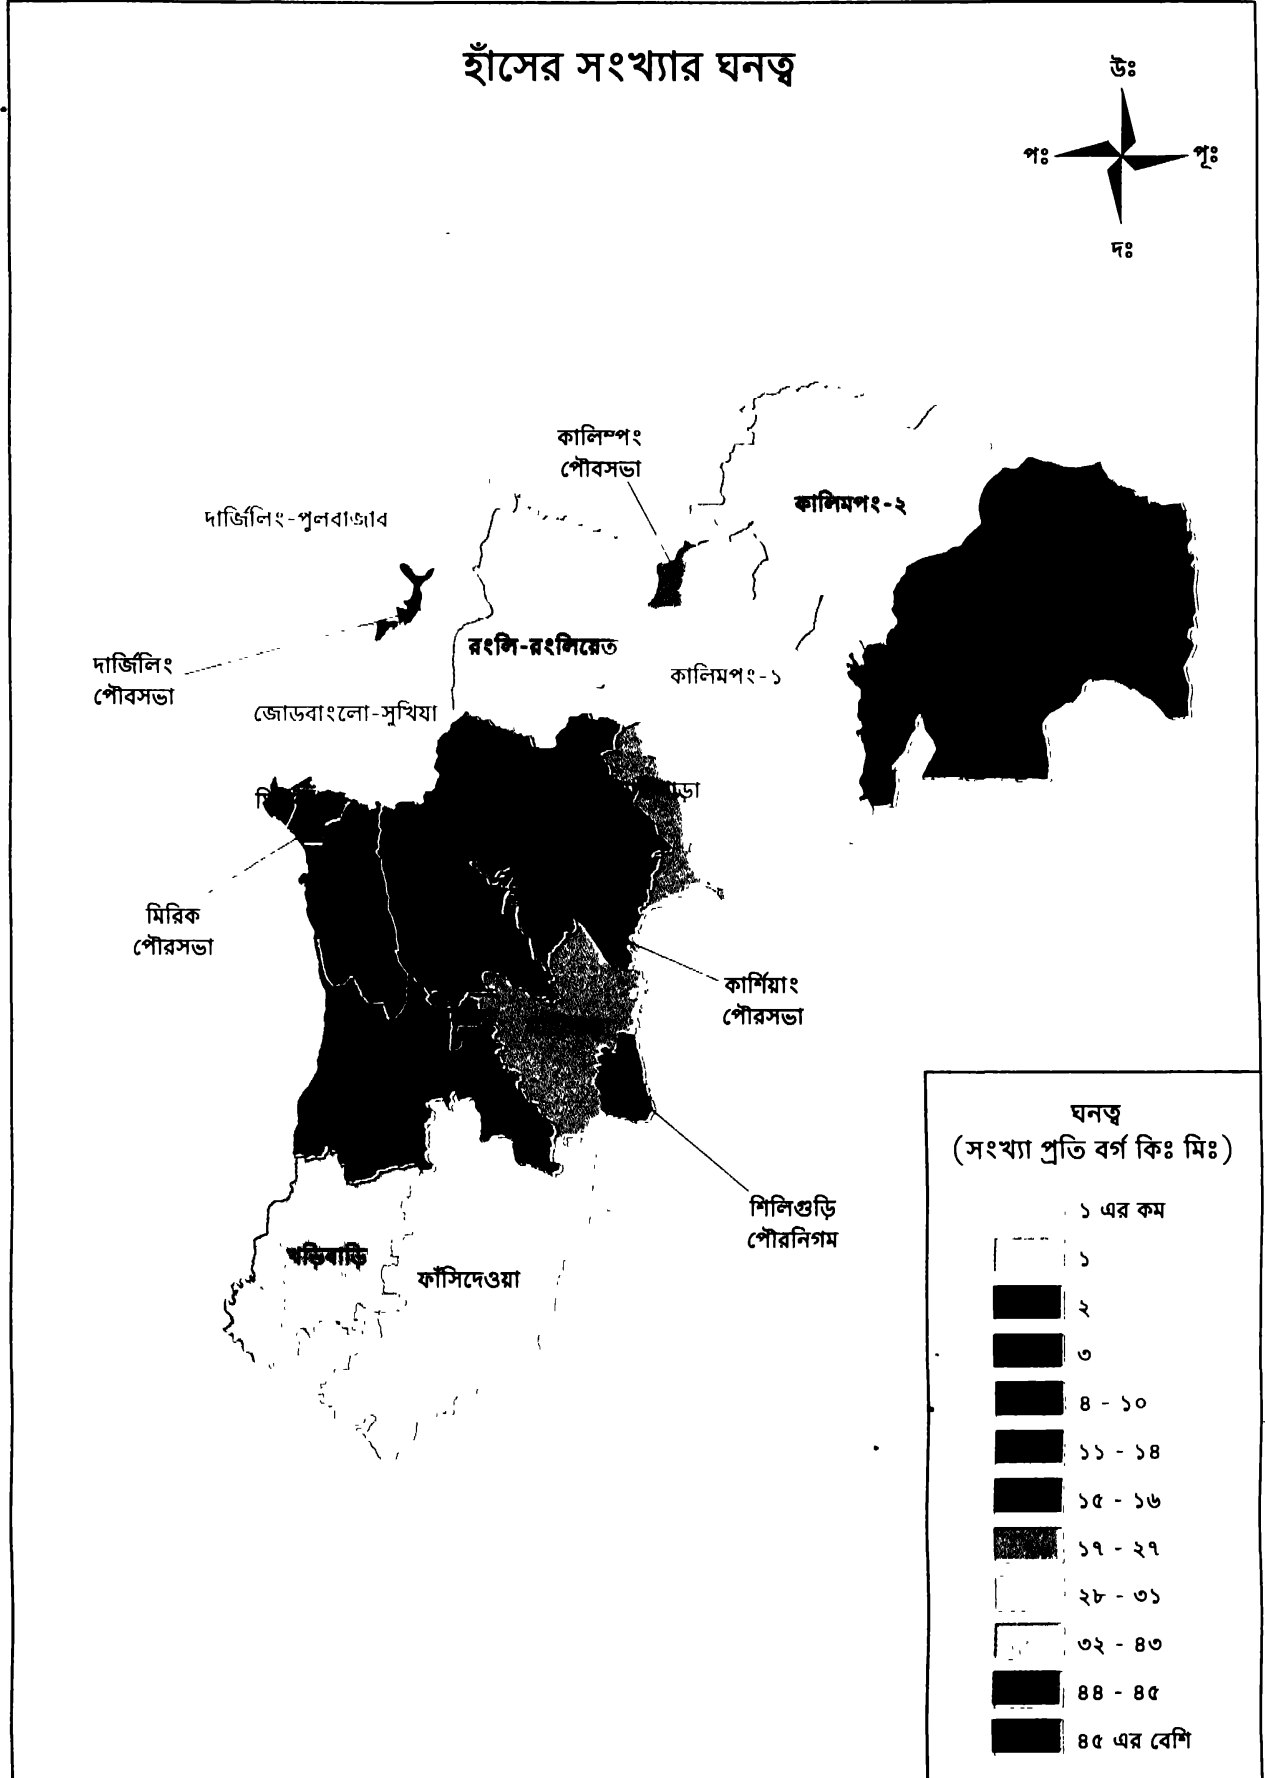 হাঁসের সংখ্যার ঘনত্ব
উঃ
পঃ
পূঃ
দঃ
কালিম্পং
পৌবসভা
কালিমপং-২
দার্জিলিং-পুলবাজাব
রংলি-রংলিয়েত
দার্জিলিং
পৌবসভা
কালিমপং-১
জোডবাংলো-সুখিযা
মিরিক
পৌরসভা
কার্শিয়াং
পৌরসভা
শিলিগুড়ি
পৌরনিগম
খড়িবাড়ি
ফাঁসিদেওয়া
ঘনত্ব
(সংখ্যা প্রতি বর্গ কিঃ মিঃ)
১ এর কম
১
২
৩
৪ - ১০
১১ - ১৪
১৫ - ১৬
১৭ - ২৭
২৮ - ৩১
৩২ - ৪৩
৪৪ - ৪৫
৪৫ এর বেশি